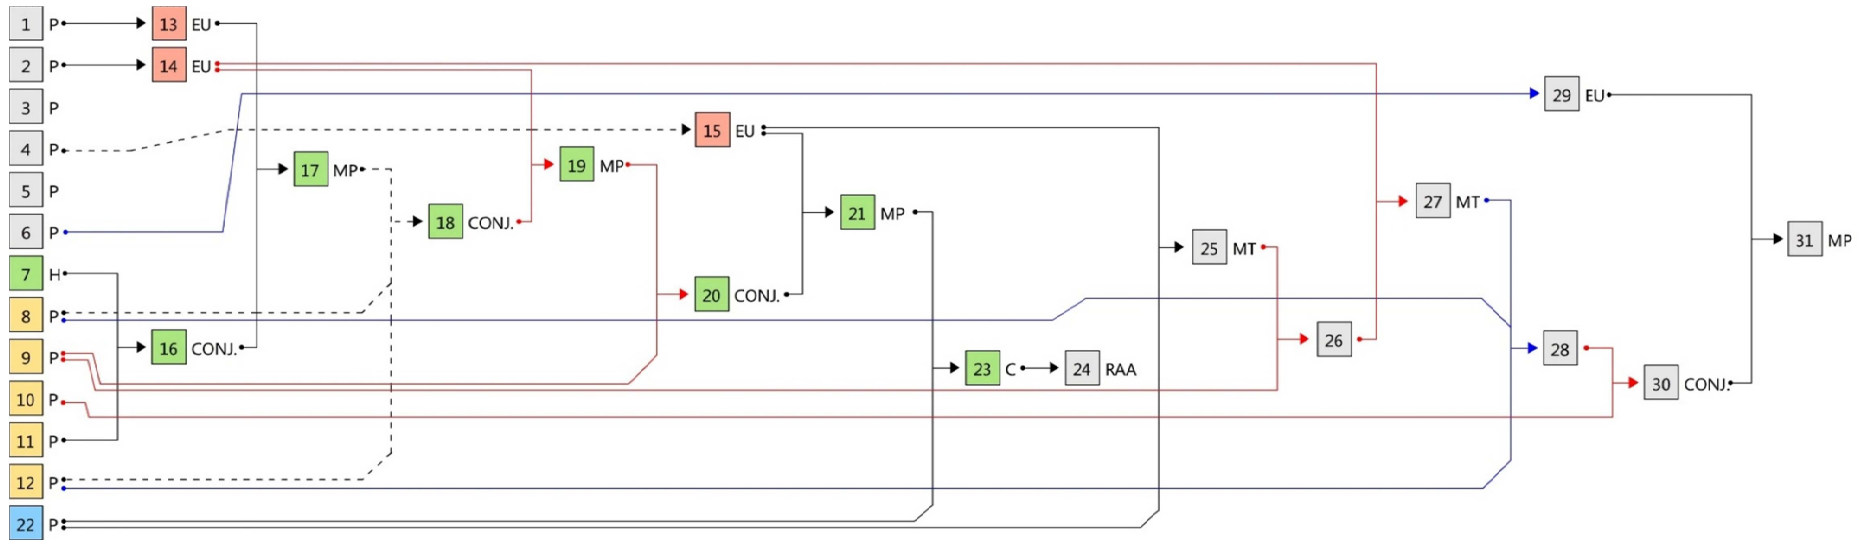 1 P 13 EU
2 P 14 EU
29 EU
3 P
15 EU
4 P
19 MP
17 MP
5 P
27 MT
21 MP
18 CONJ.
6 P
31 MP
25 MT
7 H
20 CONJ.
8 P
26
16 CONJ.
28
9 P
23 C 24 RAA
30 CONJ.
10 P
11 P
12 P
22 P